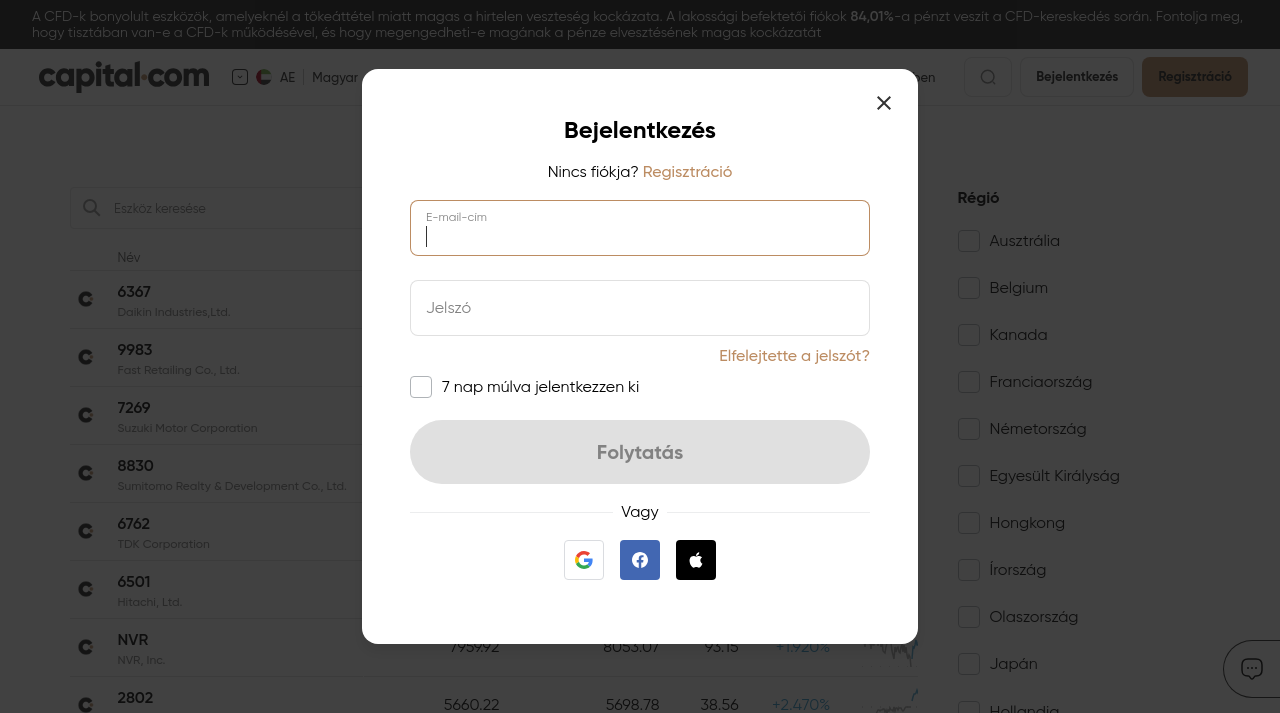 A CFD-k bonyolult eszközök, amelyeknél a tőkeáttétel miatt magas a hirtelen veszteség kockázata. A lakossági befektetői fiókok 84,01%-a pénzt veszít a CFD-kereskedés során. Fontolja meg,
hogy tisztában van-e a CFD-k működésével, és hogy megengedheti-e magának a pénze elvesztésének magas kockázatát
capital.com
AE
Magyar
Bejelentkezés
Regisztráció
Bejelentkezés
Nincs fiókja? Regisztráció
E-mail-cím
Jelszó
Elfelejtette a jelszót?
7 nap múlva jelentkezzen ki
Folytatás
Vagy
Eszköz keresése
Név
6367
Daikin Industries,Ltd.
9983
Fast Retailing Co., Ltd.
7269
Suzuki Motor Corporation
8830
Sumitomo Realty & Development Co., Ltd.
6762
TDK Corporation
6501
Hitachi, Ltd.
NVR
NVR, Inc.
7959.92 8053.07 93.15 +1.920%
2802
5660.22 5698.78 38.56 +2.470%
Régió
Ausztrália
Belgium
Kanada
Franciaország
Németország
Egyesült Királyság
Hongkong
Írország
Olaszország
Japán
Hollandia